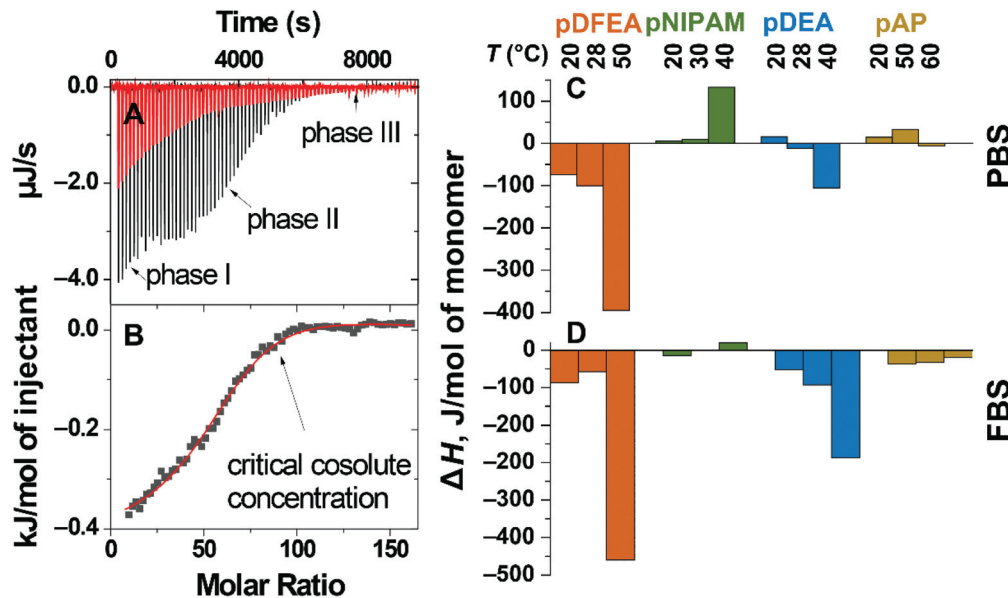 Time (s)
0 4000 8000
A
0.0
−2.0
−4.0
µJ/s
phase I
phase II
phase III
B
0.0
−0.2
−0.4
kJ/mol of injectant
critical cosolute
concentration
0 50 100 150
Molar Ratio
pDFEA pNIPAM pDEA pAP
T (°C) 20 28 50 20 30 40 20 28 40 20 50 60
C
100
0
−100
−200
−300
−400
PBS
D
0
−100
−200
−300
−400
−500
FBS
ΔH, J/mol of monomer